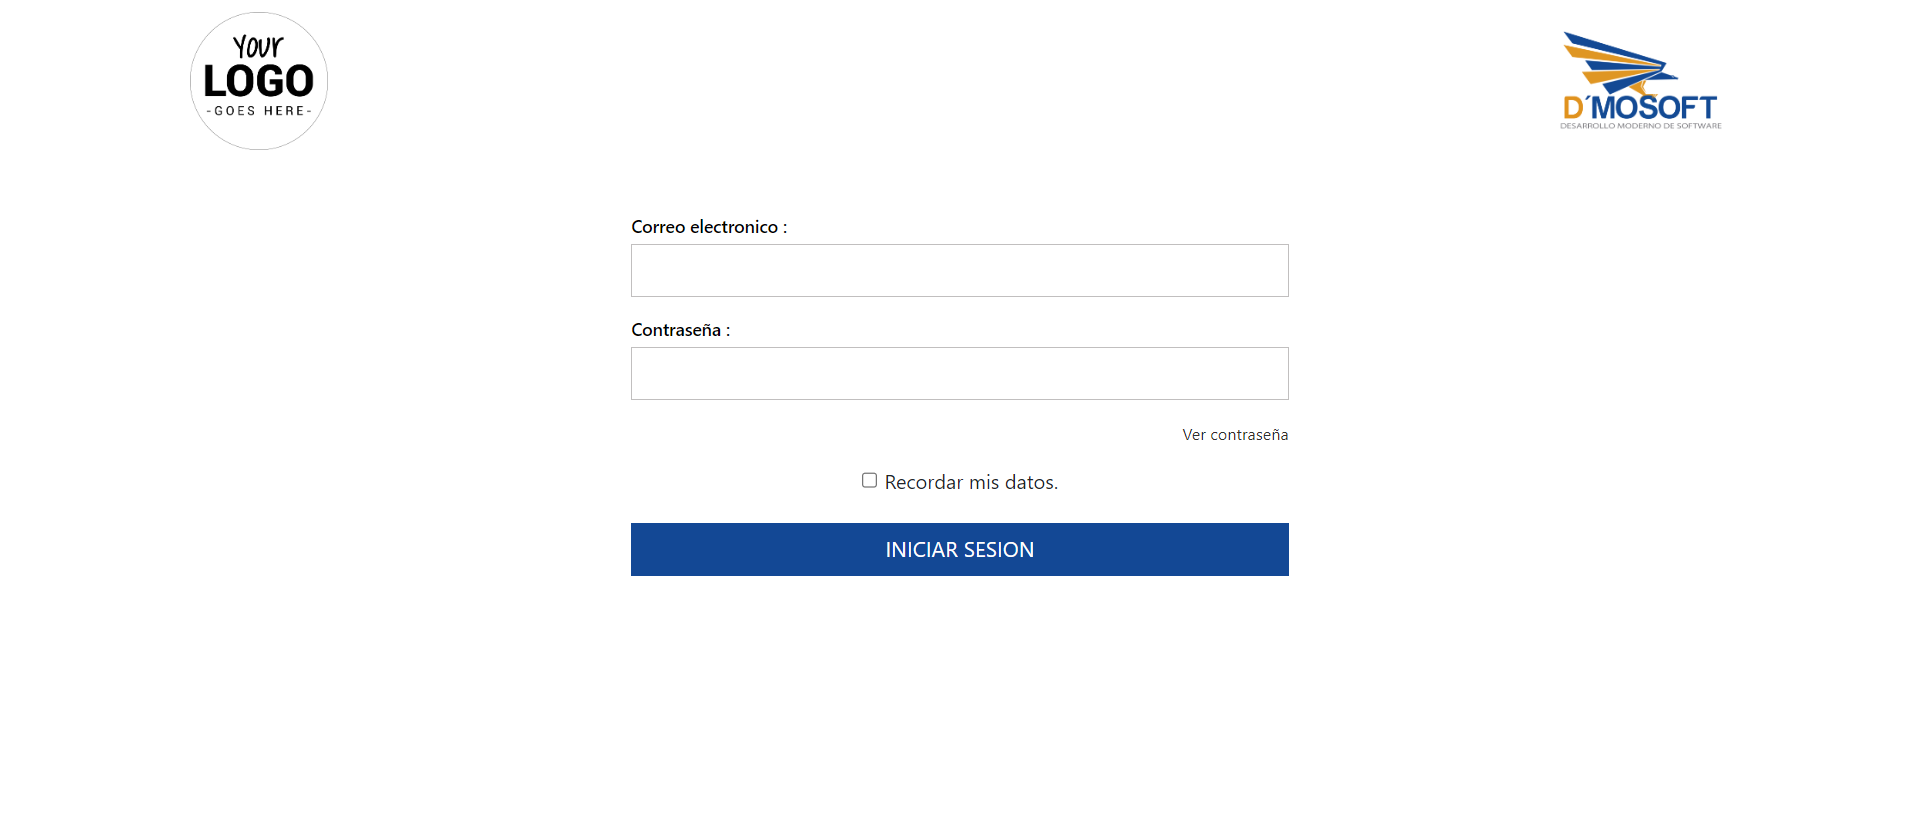 Your
LOGO
-GOES HERE-
D´MOSOFT
DESARROLLO MODERNO DE SOFTWARE
Correo electronico :
Contraseña :
Ver contraseña
Recordar mis datos.
INICIAR SESION